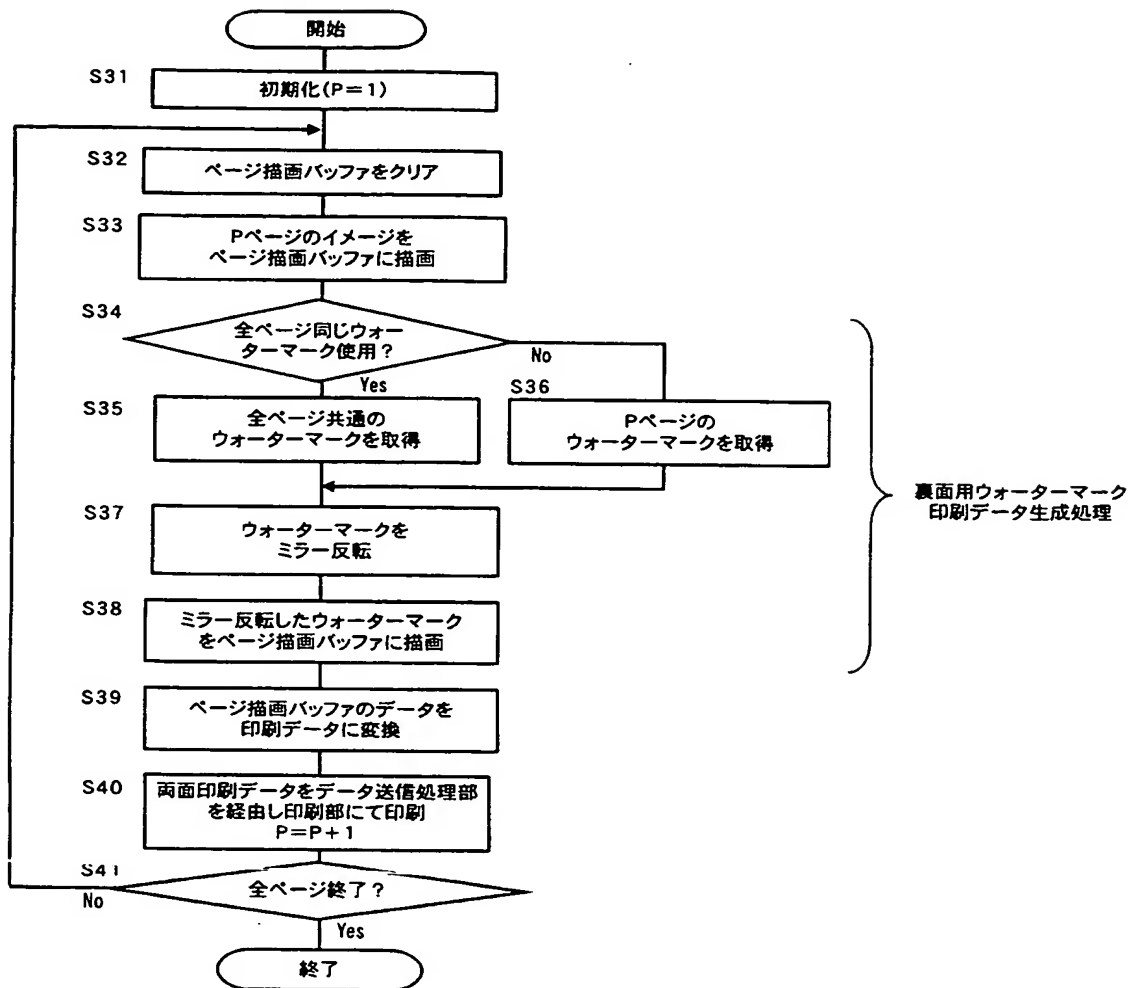 開始
S31
初期化(P=1)
S32
ページ描画バッファをクリア
S33
Pページのイメージを
ページ描画バッファに描画
S34
全ページ同じウォー
ターマーク使用?
No
Yes
S35
全ページ共通の
ウォーターマークを取得
S36
Pページの
ウォーターマークを取得
裏面用ウォーターマーク
印刷データ生成処理
S37
ウォーターマークを
ミラー反転
S38
ミラー反転したウォーターマーク
をページ描画バッファに描画
S39
ページ描画バッファのデータを
印刷データに変換
S40
両面印刷データをデータ送信処理部
を経由し印刷部にて印刷
P=P+1
S41
全ページ終了?
No
Yes
終了